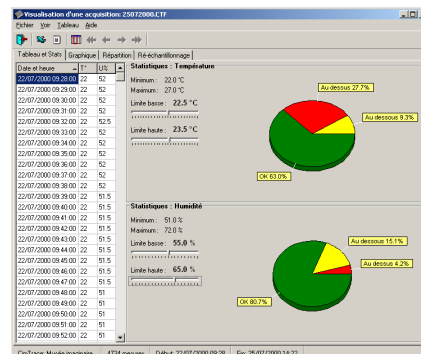 Visualisation d'une acquisition: 25072000.CTF
Fichier Voir Tableau Aide
Tableau et Stats Graphique Répartition Ré-échantillonnage
Date et heure T° U%
22/07/2000 09:28:00 22 52
22/07/2000 09:29:00 22 52
22/07/2000 09:30:00 22 52
22/07/2000 09:31:00 22 52
22/07/2000 09:32:00 22 52.5
22/07/2000 09:33:00 22 52
22/07/2000 09:34:00 22 52
22/07/2000 09:35:00 22 52
22/07/2000 09:36:00 22 52
22/07/2000 09:37:00 22 52
22/07/2000 09:38:00 22 52
22/07/2000 09:39:00 22 51.5
22/07/2000 09:40:00 22 51.5
22/07/2000 09:41:00 22 51.5
22/07/2000 09:42:00 22 51.5
22/07/2000 09:43:00 22 51.5
22/07/2000 09:44:00 22 51.5
22/07/2000 09:45:00 22 51.5
22/07/2000 09:46:00 22 51.5
22/07/2000 09:47:00 22 51.5
22/07/2000 09:48:00 22 51
22/07/2000 09:49:00 22 51
22/07/2000 09:50:00 22 51
22/07/2000 09:51:00 22 51
22/07/2000 09:52:00 22 51
Statistiques : Température
Minimum : 22.0 °C
Maximum : 27.0 °C
Limite basse : 22.5 °C
Limite haute : 23.5 °C
Au dessus 27.7%
Au dessous 9.3%
OK 63.0%
Statistiques : Humidité
Minimum : 51.0 %
Maximum : 72.0 %
Limite basse : 55.0 %
Limite haute : 65.0 %
Au dessous 15.1%
Au dessus 4.2%
OK 80.7%
CimTrace: Musée imaginaire 4734 mesures Début: 22/07/2000 09:28 Fin: 25/07/2000 14:22